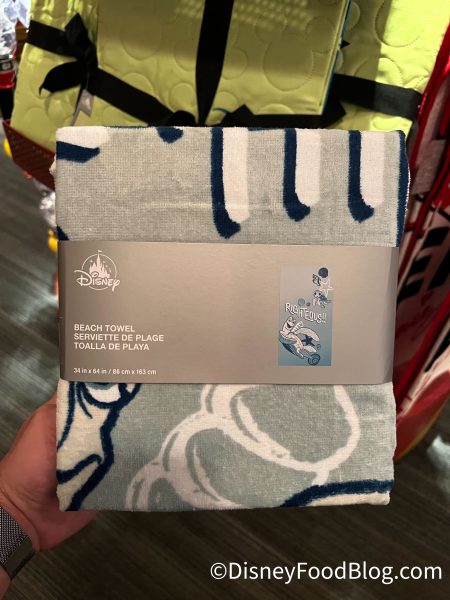 Disney
BEACH TOWEL
SERVIETTE DE PLAGE
TOALLA DE PLAYA
34 in x 64 in / 86 cm x 163 cm
RIGHTEOUS!!
©DisneyFoodBlog.com